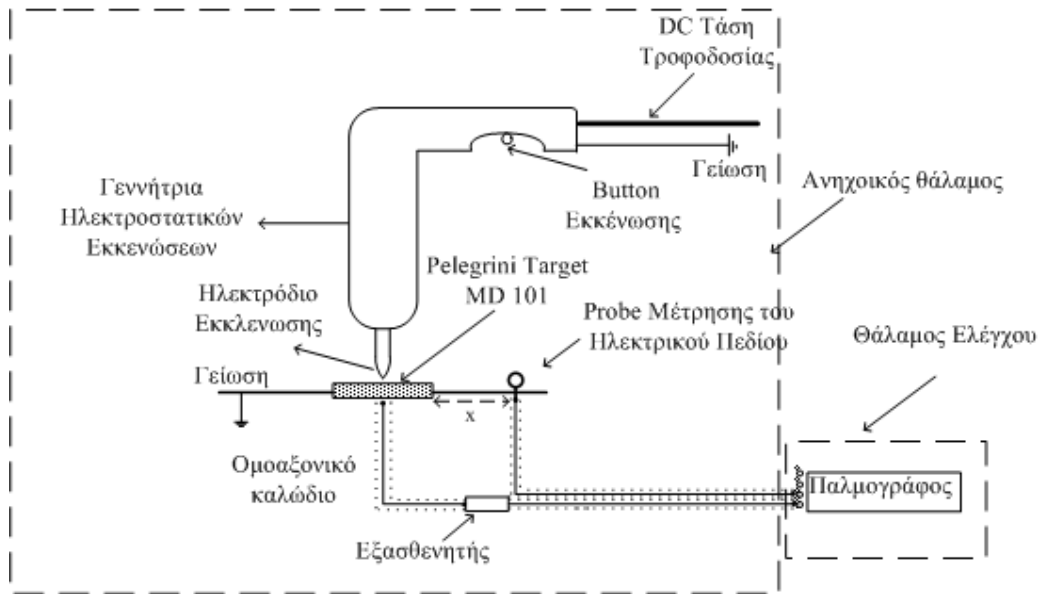 DC Τάση
Τροφοδοσίας
Γείωση
Button
Εκκένωσης
Ανηχοικός θάλαμος
Γεννήτρια
Ηλεκτροστατικών
Εκκενώσεων
Pelegrini Target
MD 101
Ηλεκτρόδιο
Εκκλενωσης
Probe Μέτρησης του
Ηλεκτρικού Πεδίου
Θάλαμος Ελέγχου
Γείωση
x
Ομοαξονικό
καλώδιο
Παλμογράφος
Εξασθενητής